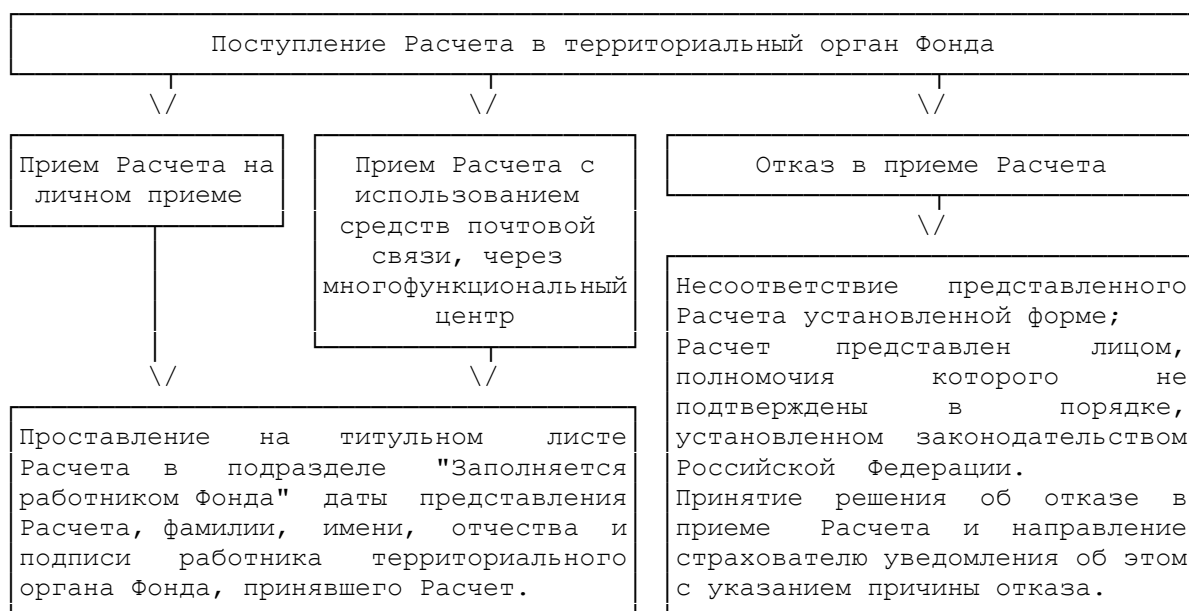 Поступление Расчета в территориальный орган Фонда
Прием Расчета на
личном приеме
Прием Расчета с
использованием
средств почтовой
связи, через
многофункциональный
центр
Отказ в приеме Расчета
Проставление на титульном листе
Расчета в подразделе "Заполняется
работником Фонда" даты представления
Расчета, фамилии, имени, отчества и
подписи работника территориального
органа Фонда, принявшего Расчет.
Несоответствие представленного
Расчета установленной форме;
Расчет представлен лицом,
полномочия которого не
подтверждены в порядке,
установленном законодательством
Российской Федерации.
Принятие решения об отказе в
приеме Расчета и направление
страхователю уведомления об этом
с указанием причины отказа.